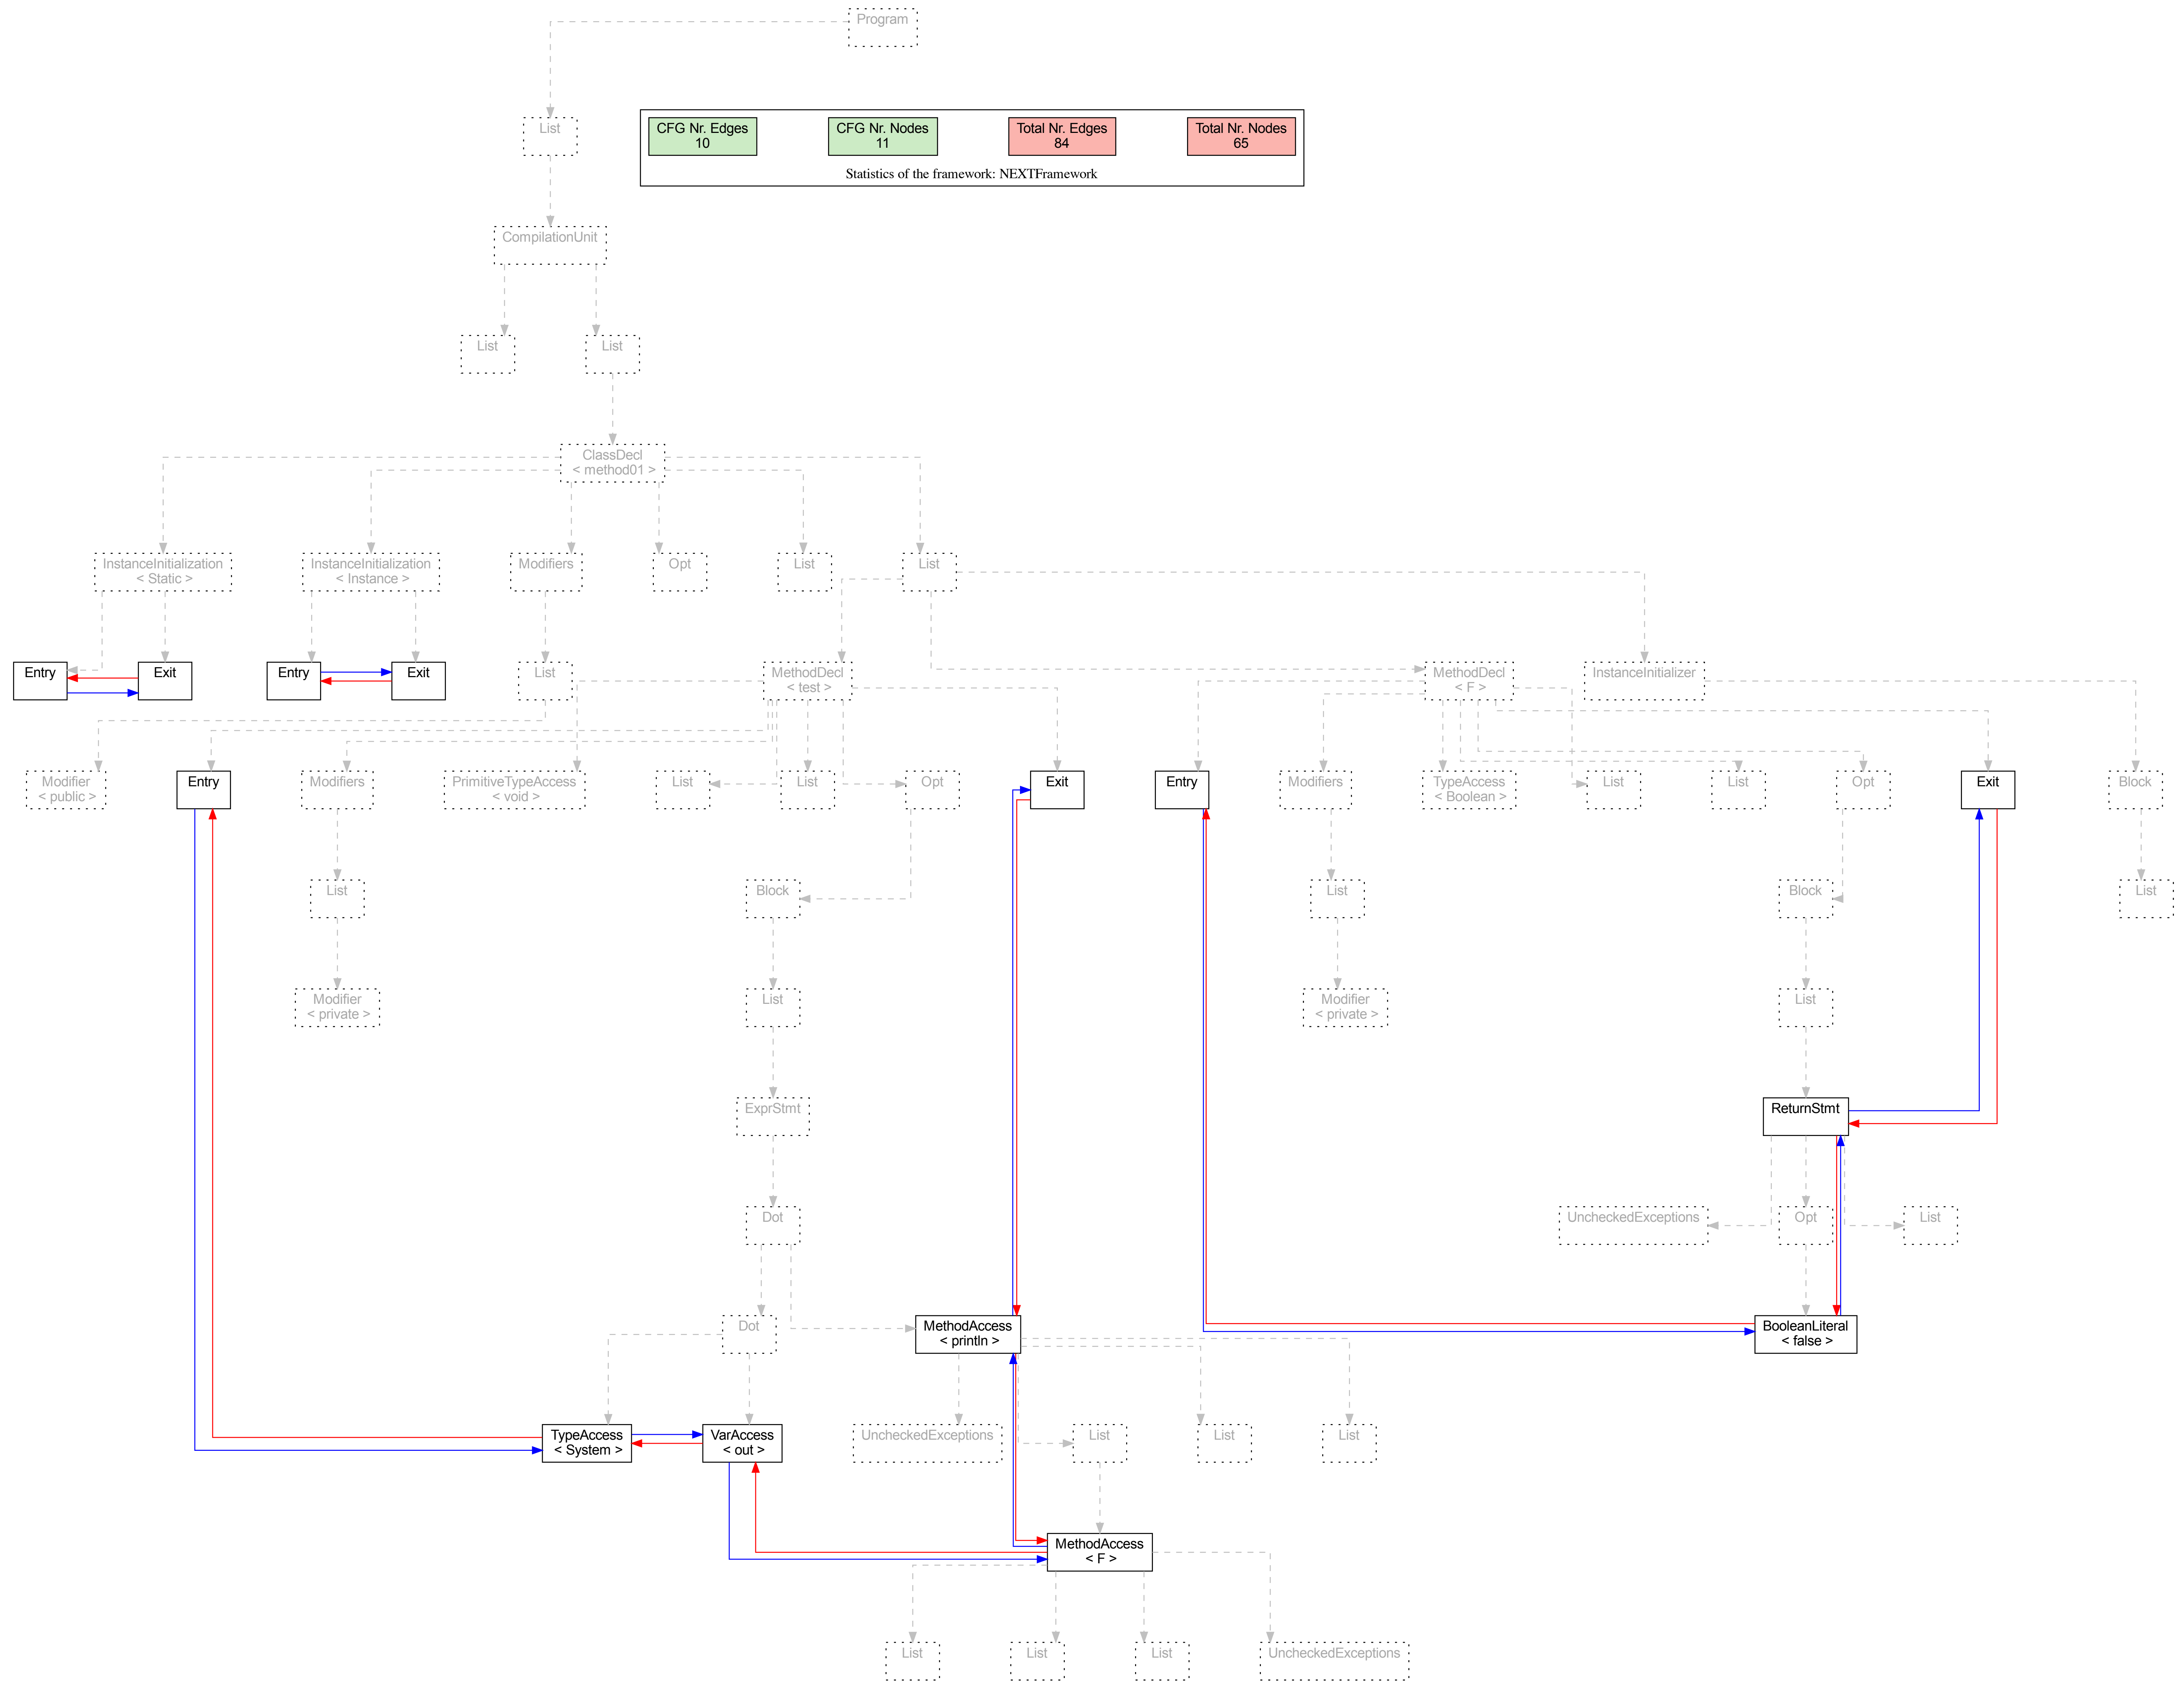 Program
List
CFG Nr. Edges
10
CFG Nr. Nodes
11
Total Nr. Edges
84
Total Nr. Nodes
65
Statistics of the framework: NEXTFramework
CompilationUnit
List
List
ClassDecl
< method01 >
InstanceInitialization
< Static >
InstanceInitialization
< Instance >
Modifiers
Opt
List
List
Entry
Exit
Entry
Exit
List
MethodDecl
< test >
MethodDecl
< F >
InstanceInitializer
Modifier
< public >
Entry
Modifiers
PrimitiveTypeAccess
< void >
List
List
Opt
Exit
Entry
Modifiers
TypeAccess
< Boolean >
List
List
Opt
Exit
Block
List
Block
List
Block
List
Modifier
< private >
List
Modifier
< private >
List
ExprStmt
ReturnStmt
Dot
UncheckedExceptions
Opt
List
Dot
MethodAccess
< println >
BooleanLiteral
< false >
TypeAccess
< System >
VarAccess
< out >
UncheckedExceptions
List
List
List
MethodAccess
< F >
List
List
List
UncheckedExceptions